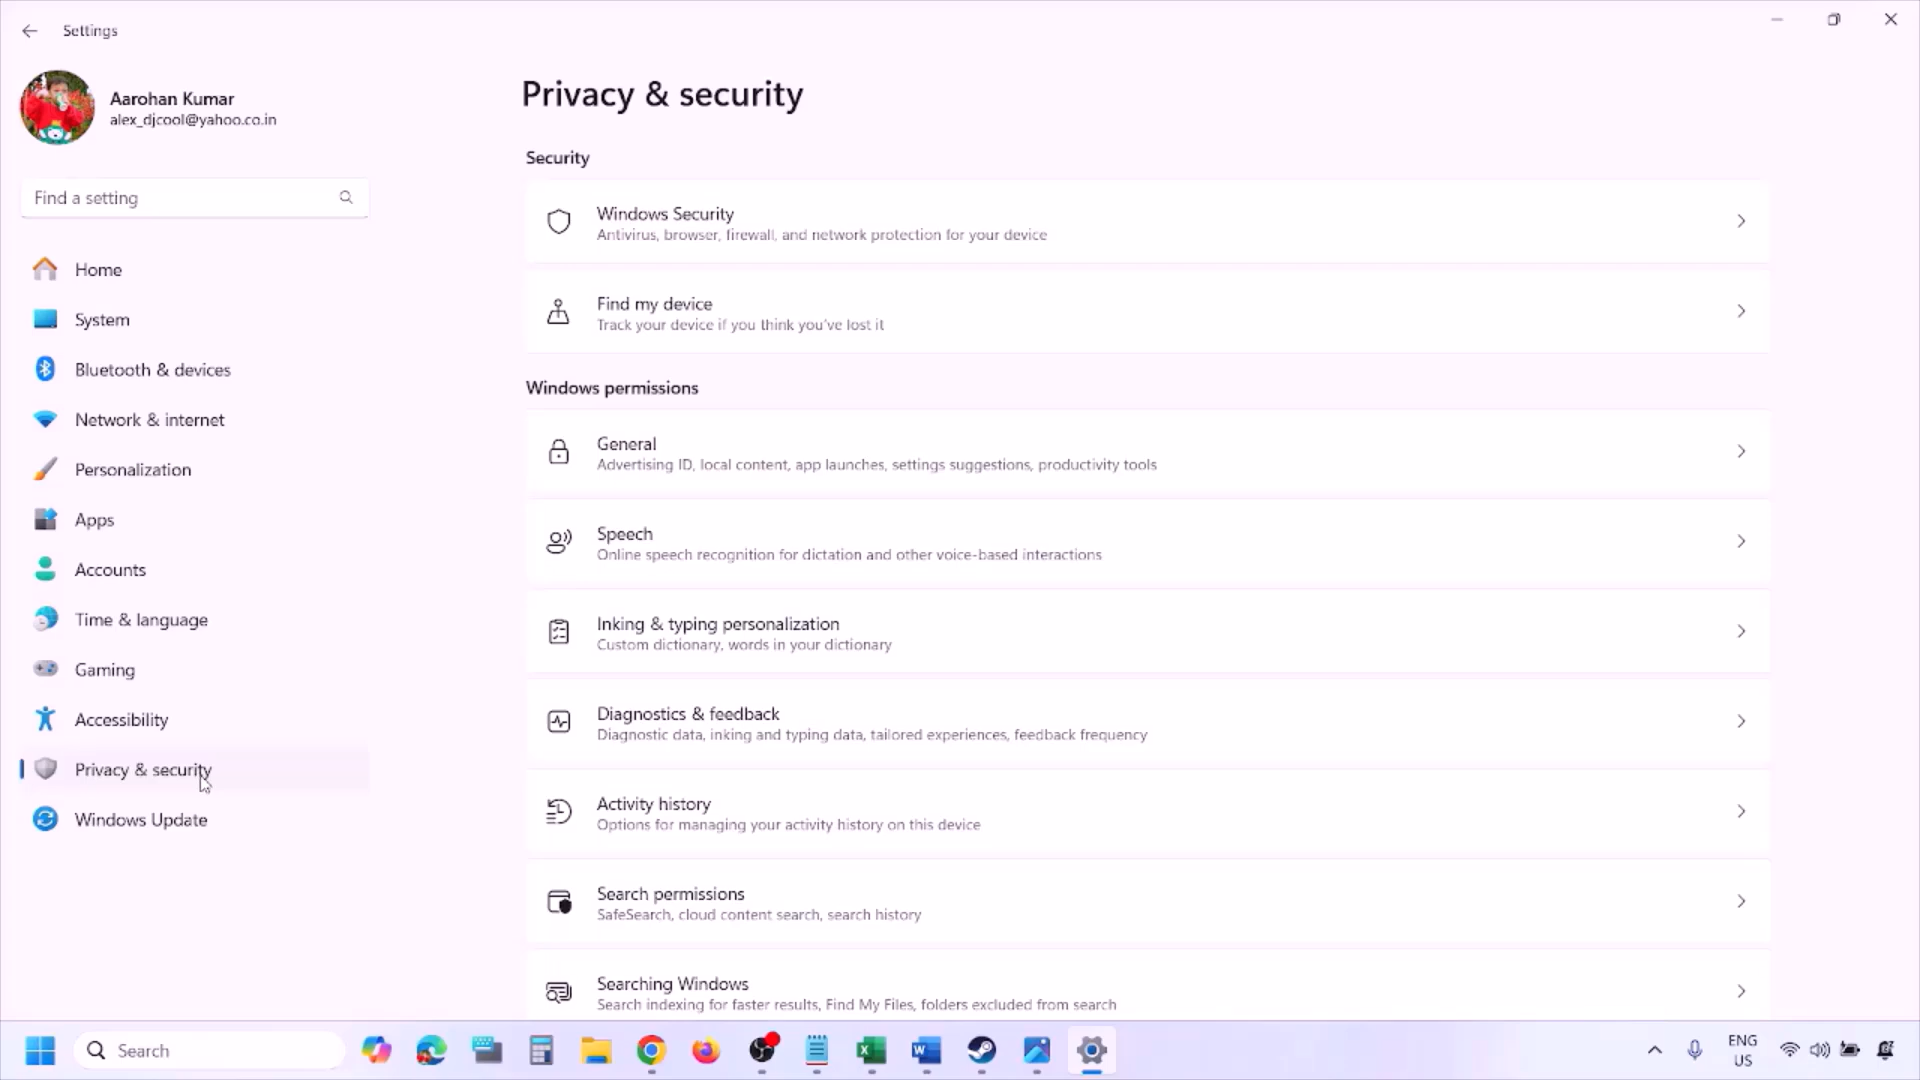 Settings
Aarohan Kumar
alex_djcool@yahoo.co.in
Find a setting
Home
System
Bluetooth & devices
Network & internet
Personalization
Apps
Accounts
Time & language
Gaming
Accessibility
Privacy & security
Windows Update
Privacy & security
Security
Windows Security
Antivirus, browser, firewall, and network protection for your device
Find my device
Track your device if you think you've lost it
Windows permissions
General
Advertising ID, local content, app launches, settings suggestions, productivity tools
Speech
Online speech recognition for dictation and other voice-based interactions
Inking & typing personalization
Custom dictionary, words in your dictionary
Diagnostics & feedback
Diagnostic data, inking and typing data, tailored experiences, feedback frequency
Activity history
Options for managing your activity history on this device
Search permissions
SafeSearch, cloud content search, search history
Searching Windows
Search indexing for faster results, Find My Files, folders excluded from search
Search
ENG
US